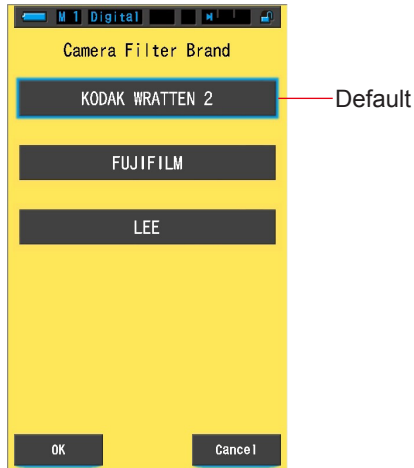 M 1 Digital
Camera Filter Brand
KODAK WRATTEN 2
Default
FUJIFILM
LEE
OK
Cancel